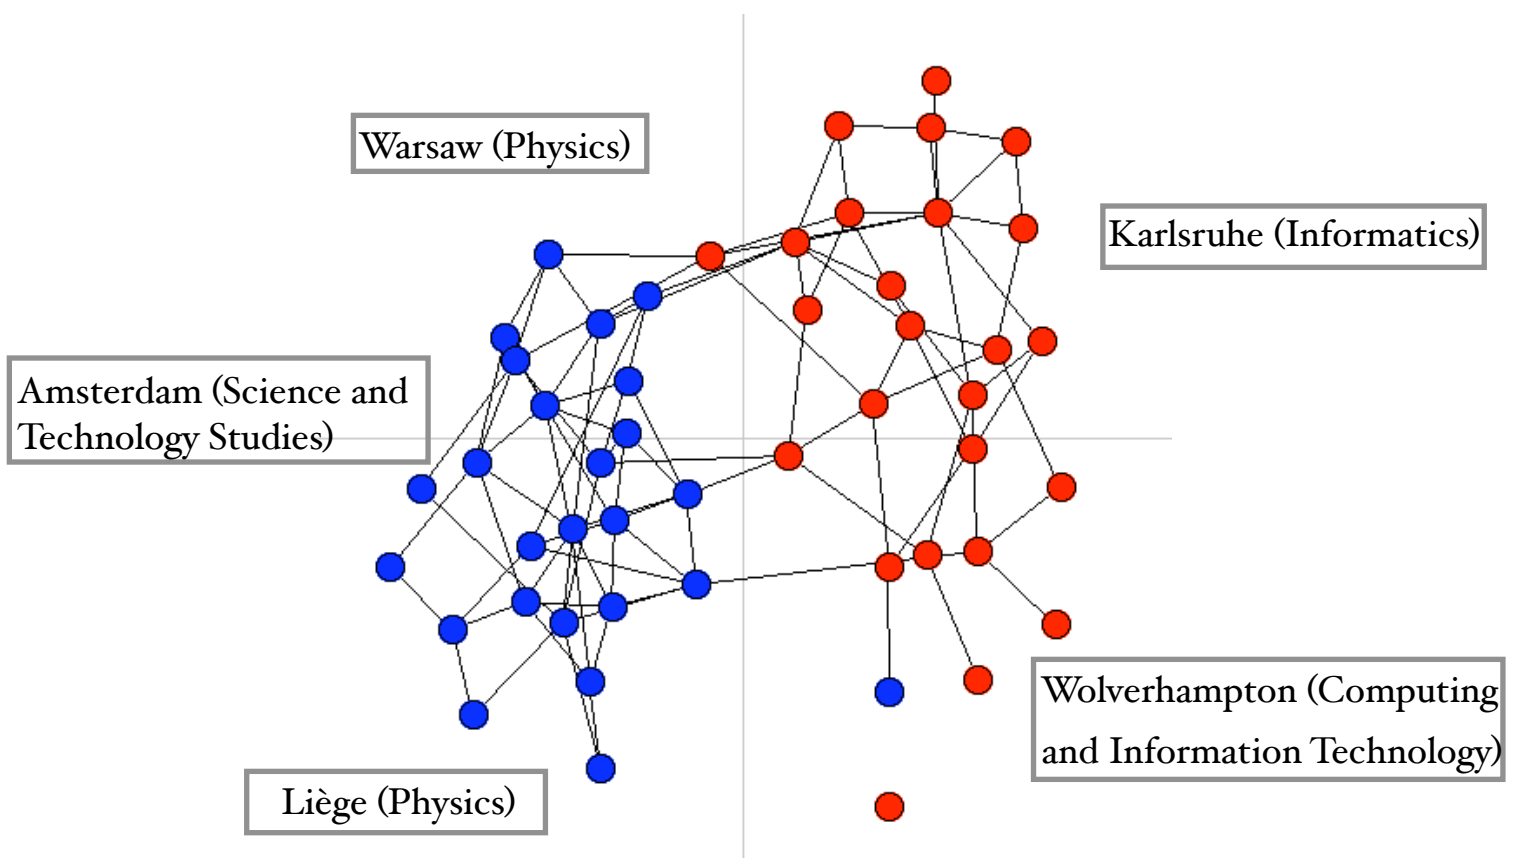 Warsaw (Physics)
Karlsruhe (Informatics)
Amsterdam (Science and
Technology Studies)
Wolverhampton (Computing
and Information Technology)
Liège (Physics)